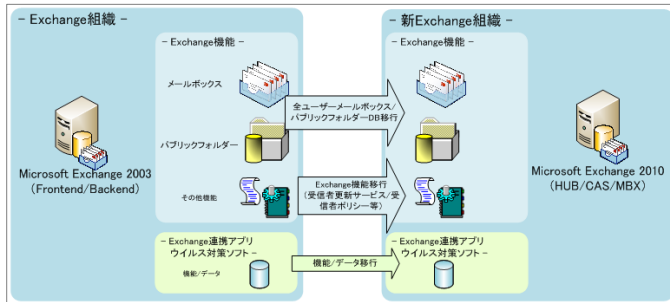 - Exchange組織 -
- Exchange機能 -
メールボックス
パブリックフォルダー
その他機能
Microsoft Exchange 2003
(Frontend/Backend)
- Exchange連携アプリ
ウイルス対策ソフト -
機能/データ
全ユーザーメールボックス/
パブリックフォルダーDB移行
Exchange機能移行
(受信者更新サービス/受
信者ポリシー等)
機能/データ移行
- 新Exchange組織 -
- Exchange機能 -
Microsoft Exchange 2010
(HUB/CAS/MBX)
- Exchange連携アプリ
ウイルス対策ソフト -